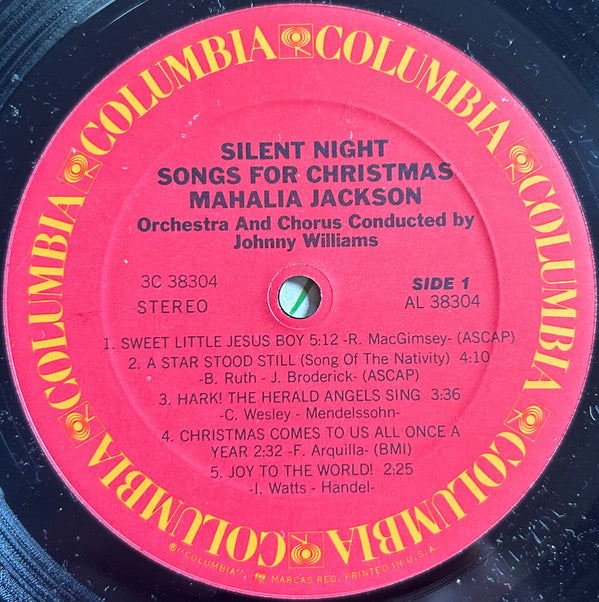 COLUMBIA COLUMBIA COLUMBIA COLUMBIA COLUMBIA COLUMBIA
SILENT NIGHT
SONGS FOR CHRISTMAS
MAHALIA JACKSON
Orchestra And Chorus Conducted by
Johnny Williams
3C 38304
STEREO
SIDE 1
AL 38304
1. SWEET LITTLE JESUS BOY 5:12 -R. MacGimsey- (ASCAP)
2. A STAR STOOD STILL (Song Of The Nativity) 4:10
-B. Ruth - J. Broderick- (ASCAP)
3. HARK! THE HERALD ANGELS SING 3:36
-C. Wesley - Mendelssohn-
4. CHRISTMAS COMES TO US ALL ONCE A
YEAR 2:32 -F. Arquilla- (BMI)
5. JOY TO THE WORLD! 2:25
-I. Watts - Handel-
℗"COLUMBIA", MARCAS REG. PRINTED IN U.S.A.